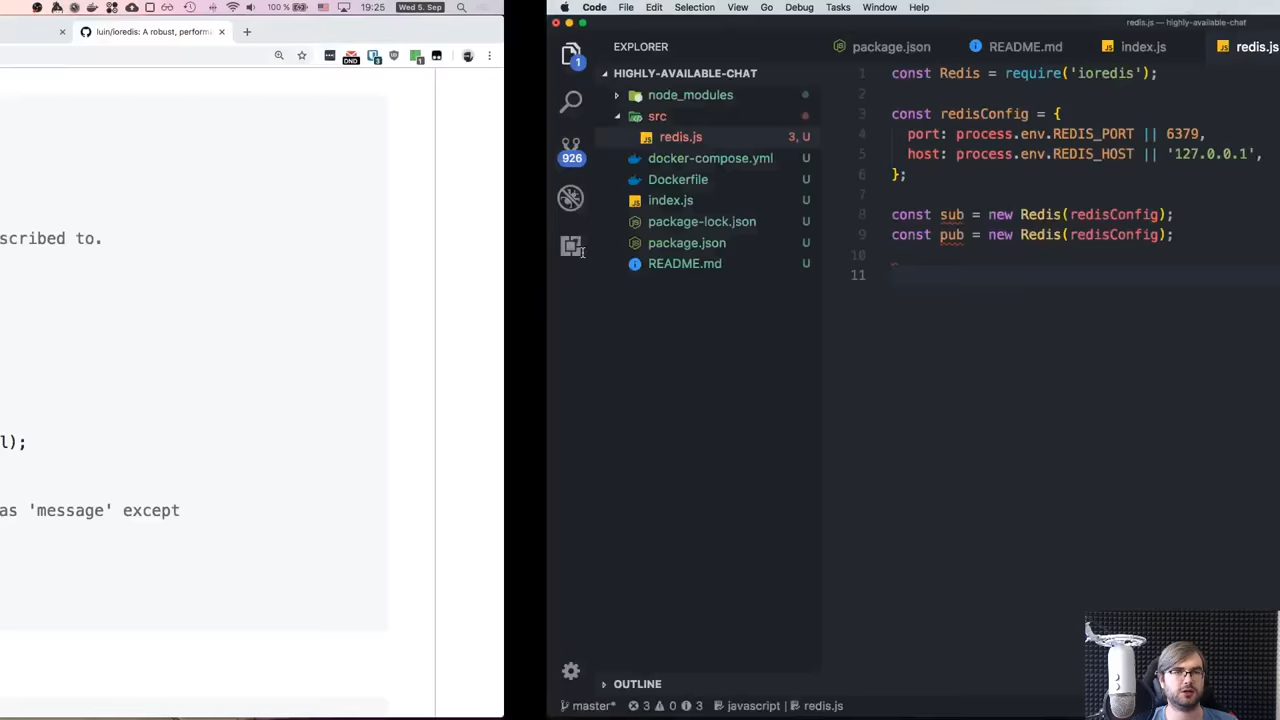 100 %
19:25
Wed 5. Sep
luin/ioredis: A robust, perform
DND
scribed to.
l);
as 'message' except
Code File Edit Selection View Go Debug Tasks Window Help
redis.js — highly-available-chat
EXPLORER
HIGHLY-AVAILABLE-CHAT
node_modules
src
redis.js 3, U
docker-compose.yml U
Dockerfile U
index.js U
package-lock.json U
package.json U
README.md U
1
926
OUTLINE
package.json README.md index.js redis.js
1 const Redis = require('ioredis');
2
3 const redisConfig = {
4 port: process.env.REDIS_PORT || 6379,
5 host: process.env.REDIS_HOST || '127.0.0.1',
6 };
7
8 const sub = new Redis(redisConfig);
9 const pub = new Redis(redisConfig);
10
11
master* 3 0 3 javascript | redis.js